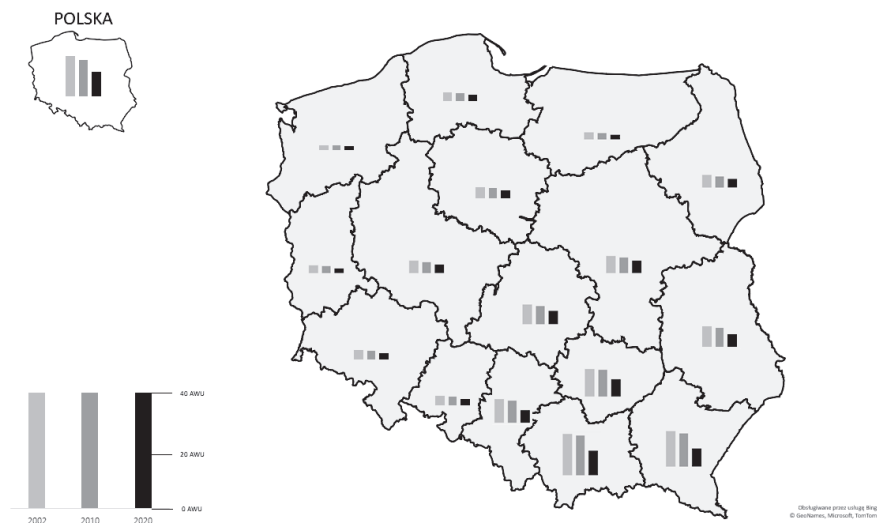 POLSKA
40 AWU
20 AWU
0 AWU
2002 2010 2020
Obsługiwane przez usługę Bing
© GeoNames, Microsoft, TomTom